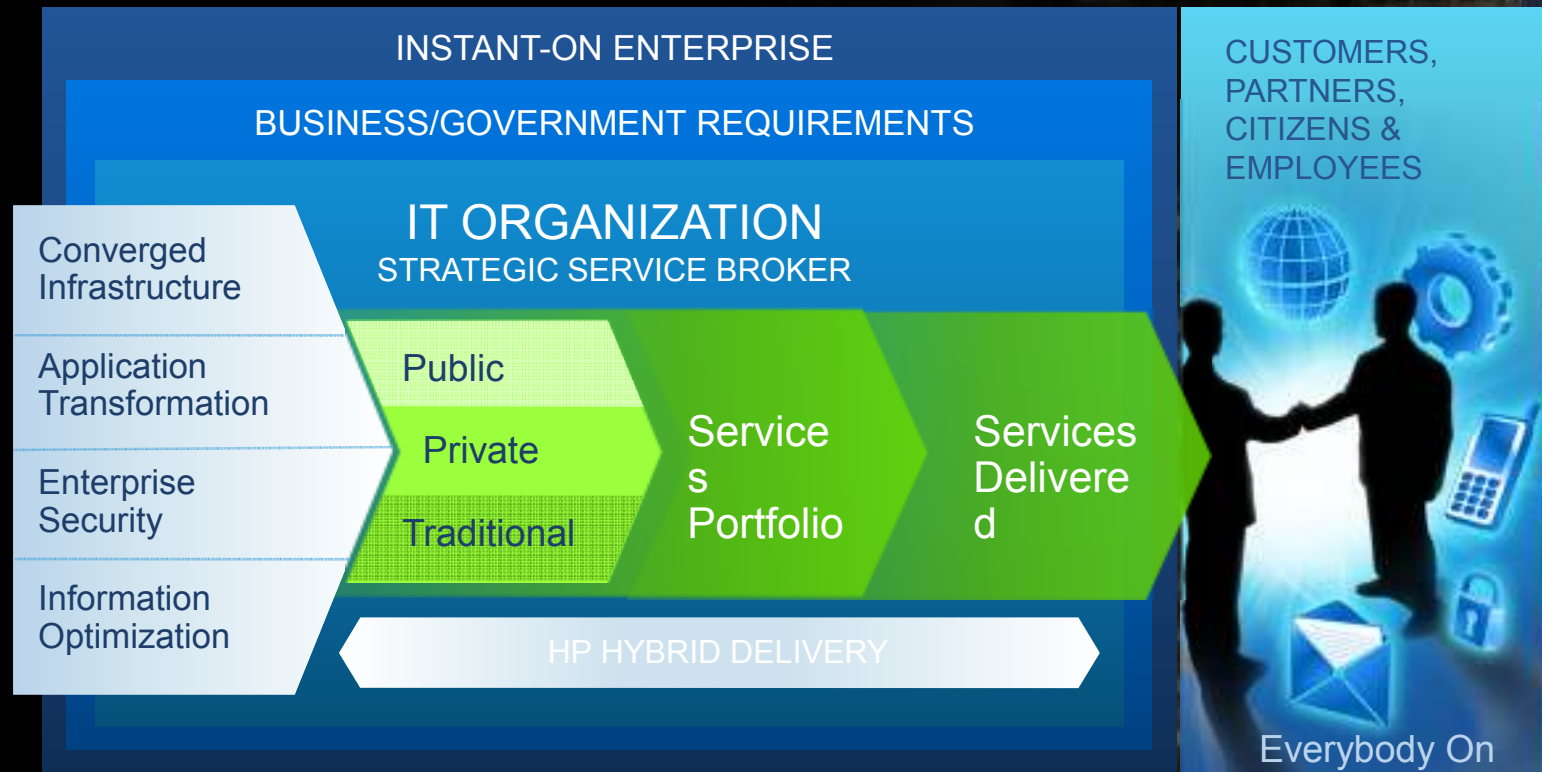 INSTANT-ON ENTERPRISE
BUSINESS/GOVERNMENT REQUIREMENTS
IT ORGANIZATION
STRATEGIC SERVICE BROKER
Converged
Infrastructure
Application
Transformation
Enterprise
Security
Information
Optimization
Public
Private
Traditional
Service
s
Portfolio
Services
Delivere
d
HP HYBRID DELIVERY
CUSTOMERS,
PARTNERS,
CITIZENS &
EMPLOYEES
Everybody On